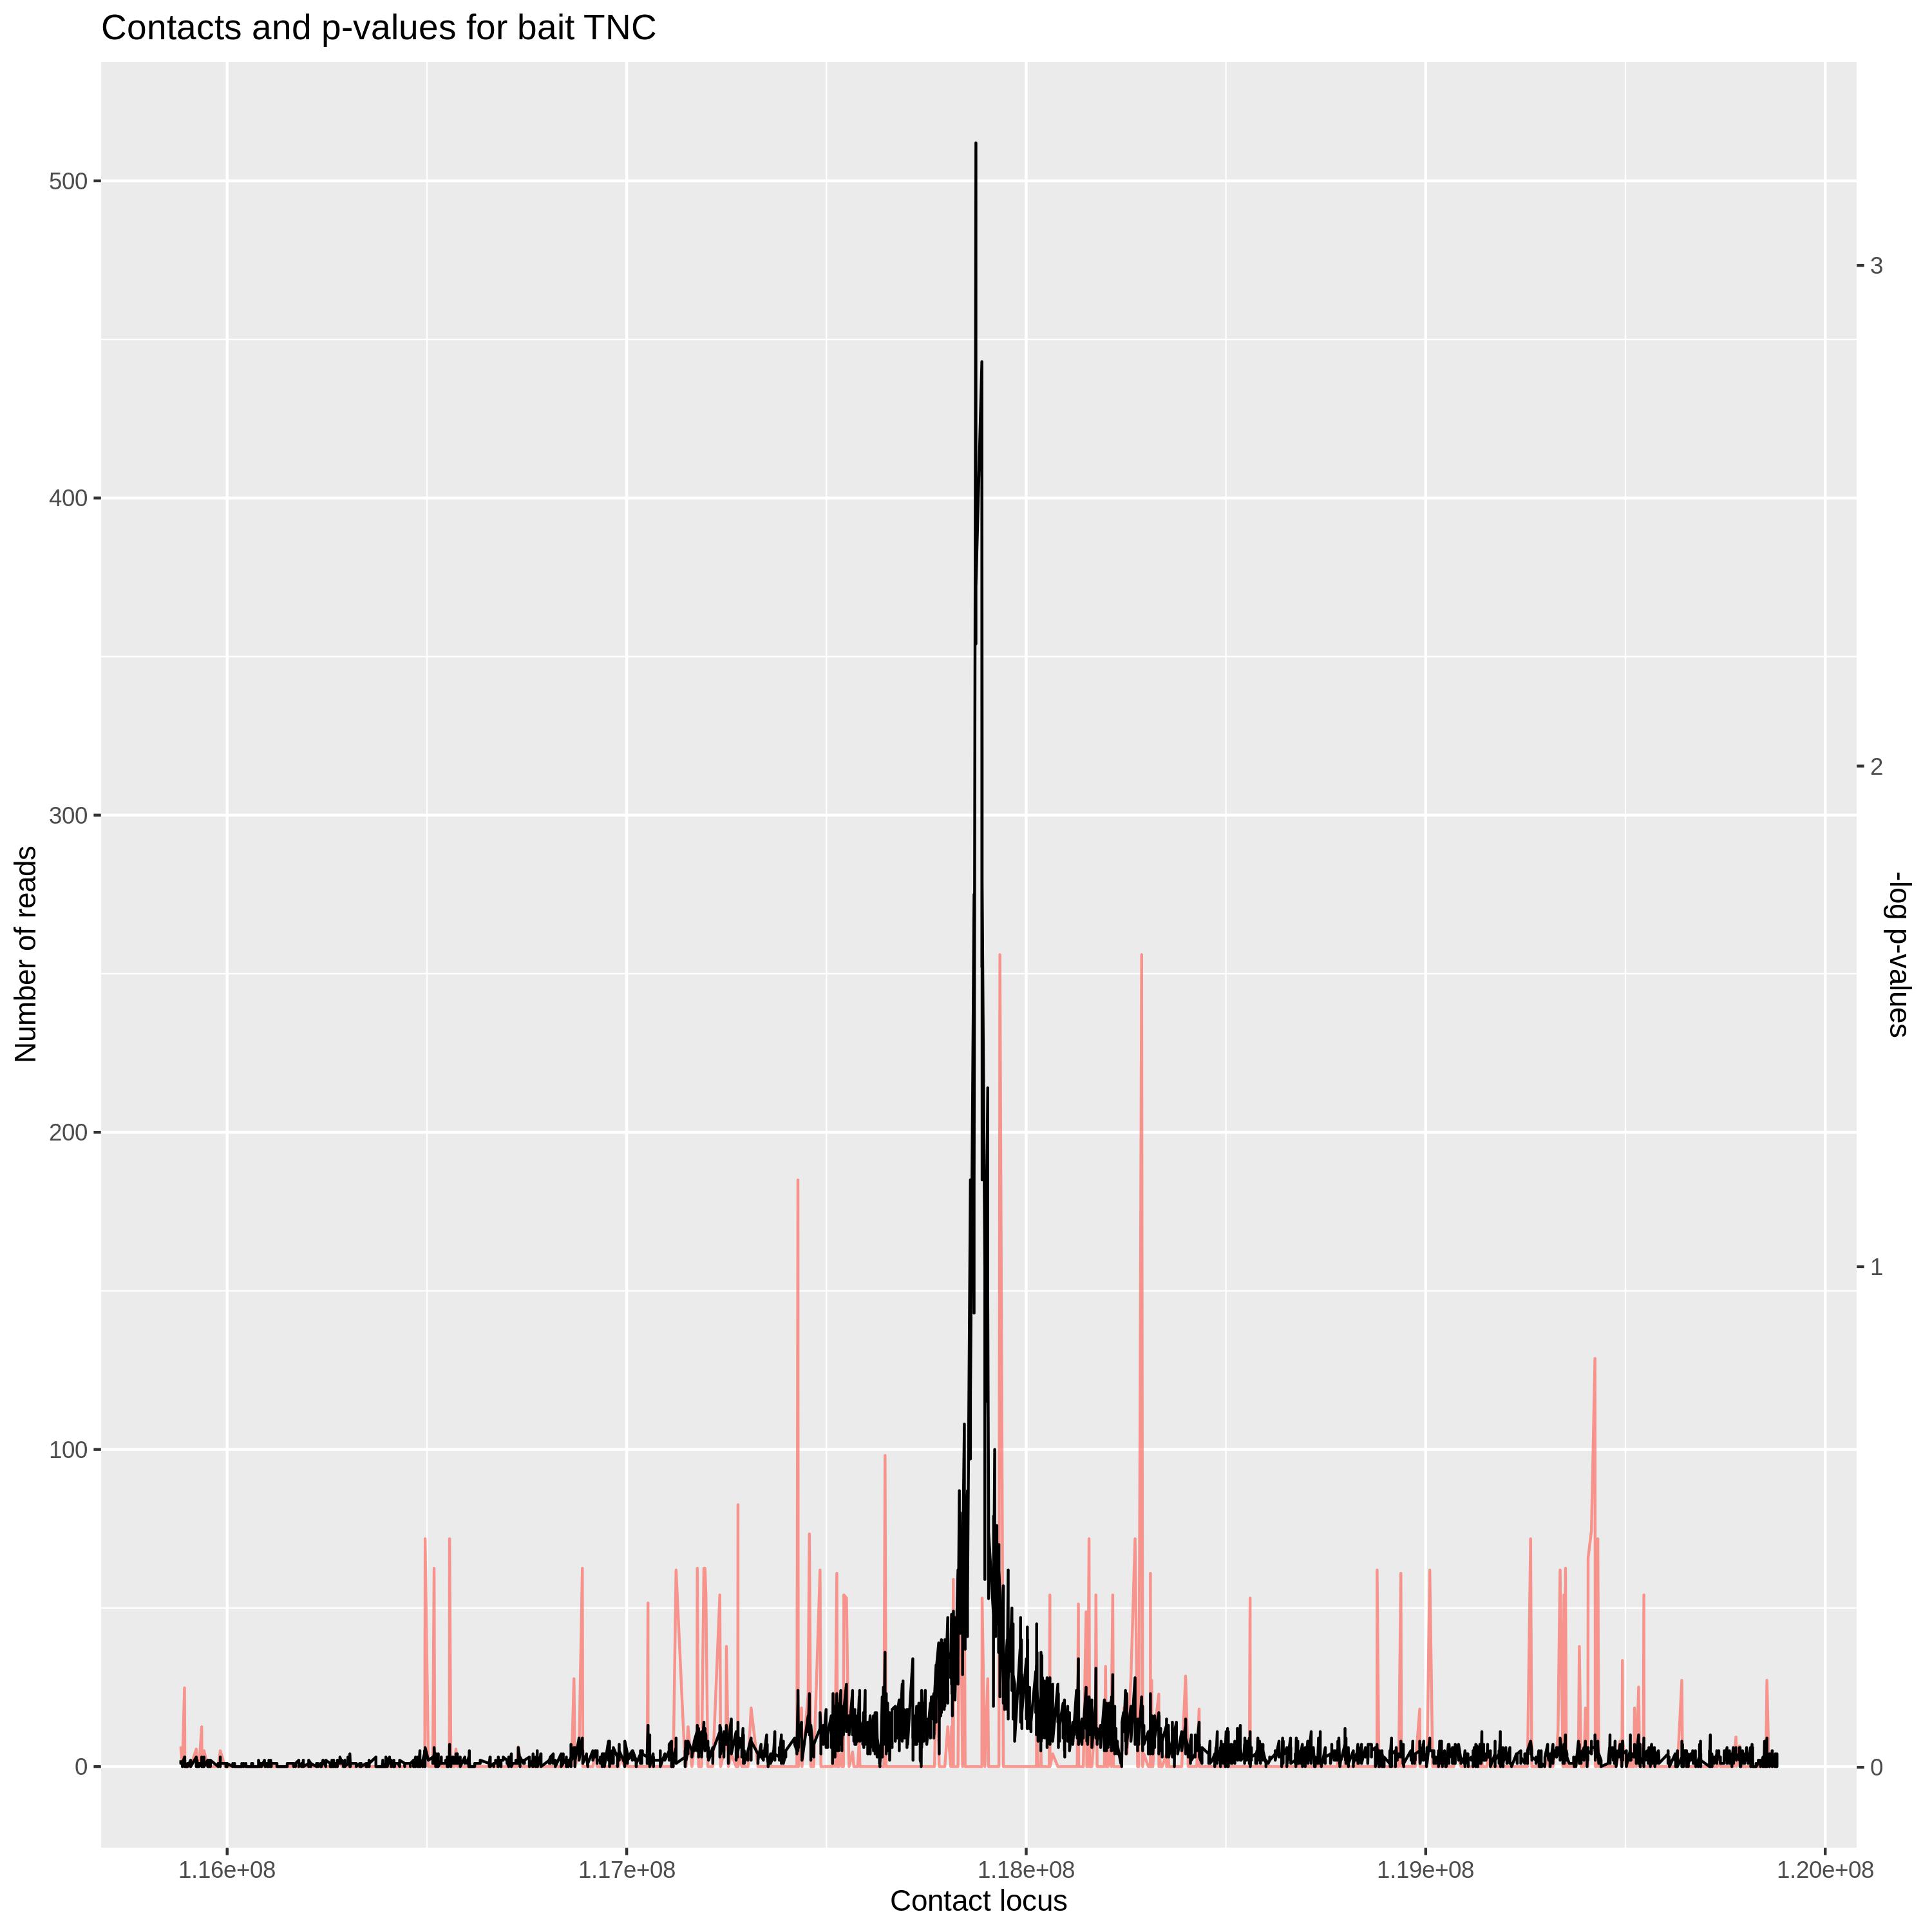 Contacts and p-values for bait TNC
500
400
300
200
100
0
Number of reads
3
2
1
0
-log p-values
1.16e+08
1.17e+08
1.18e+08
1.19e+08
1.20e+08
Contact locus